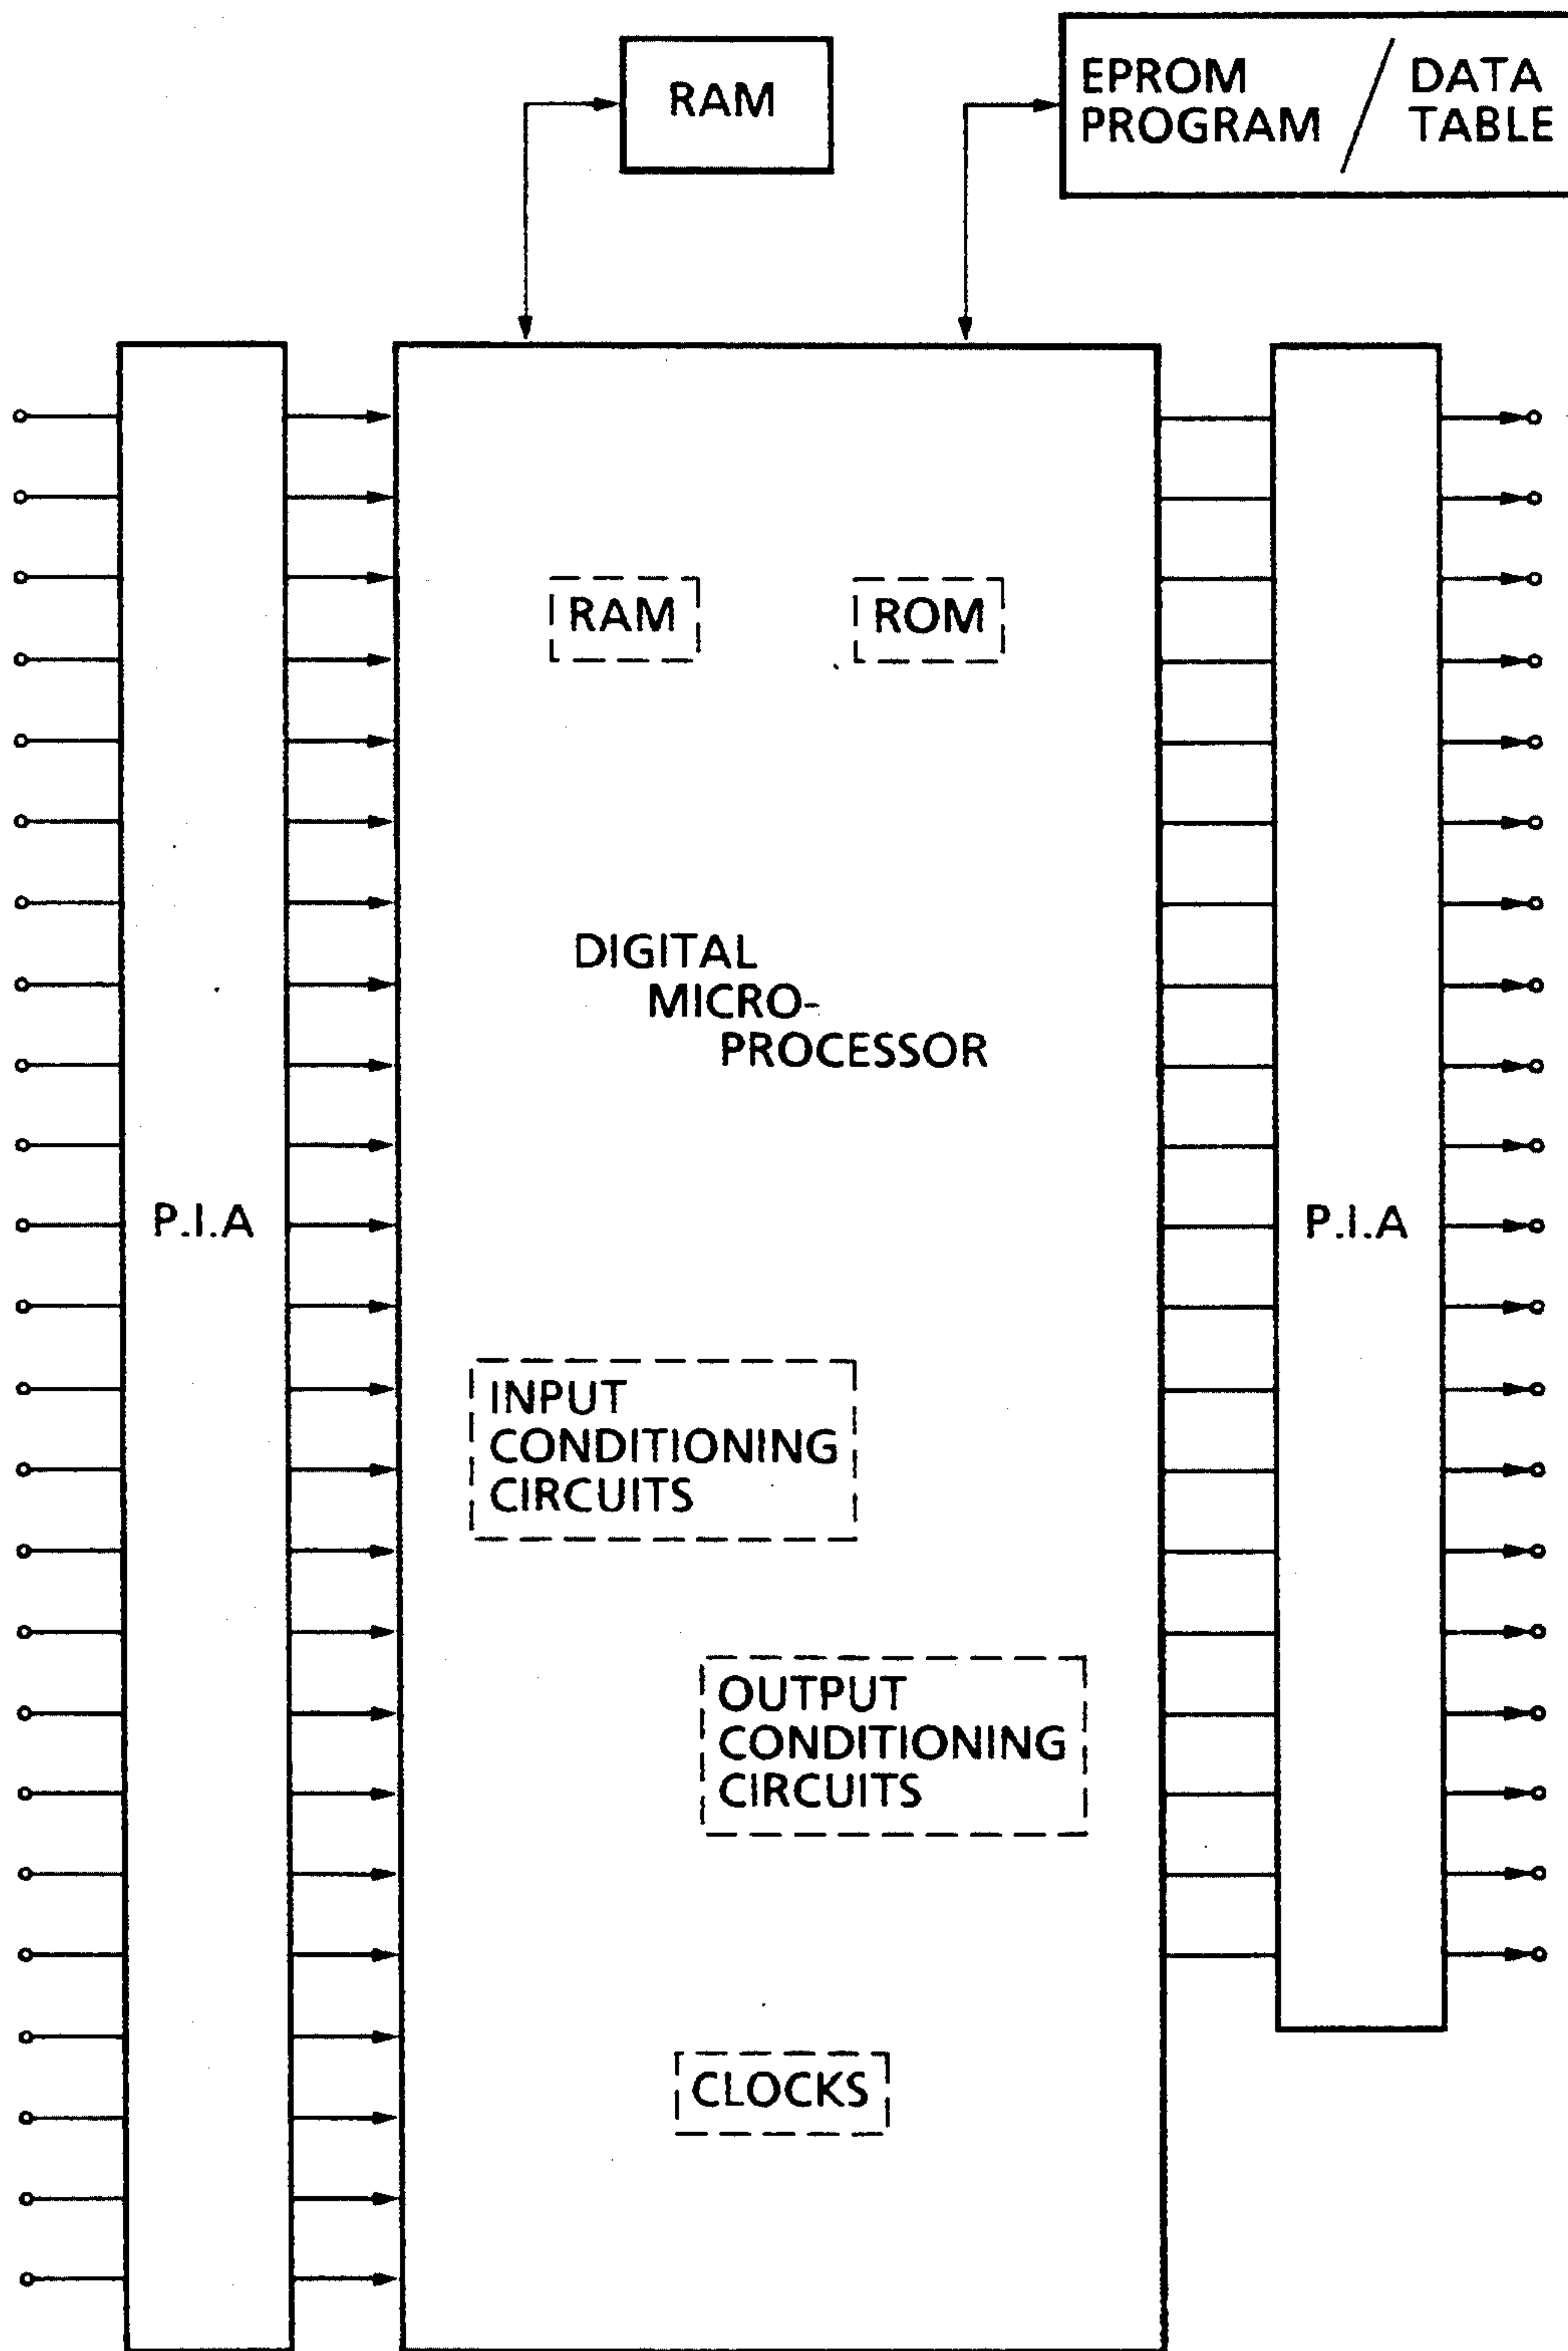 RAM
EPROM / DATA
PROGRAM TABLE
RAM
ROM
DIGITAL
MICRO-
PROCESSOR
P.I.A
P.I.A
INPUT
CONDITIONING
CIRCUITS
OUTPUT
CONDITIONING
CIRCUITS
CLOCKS